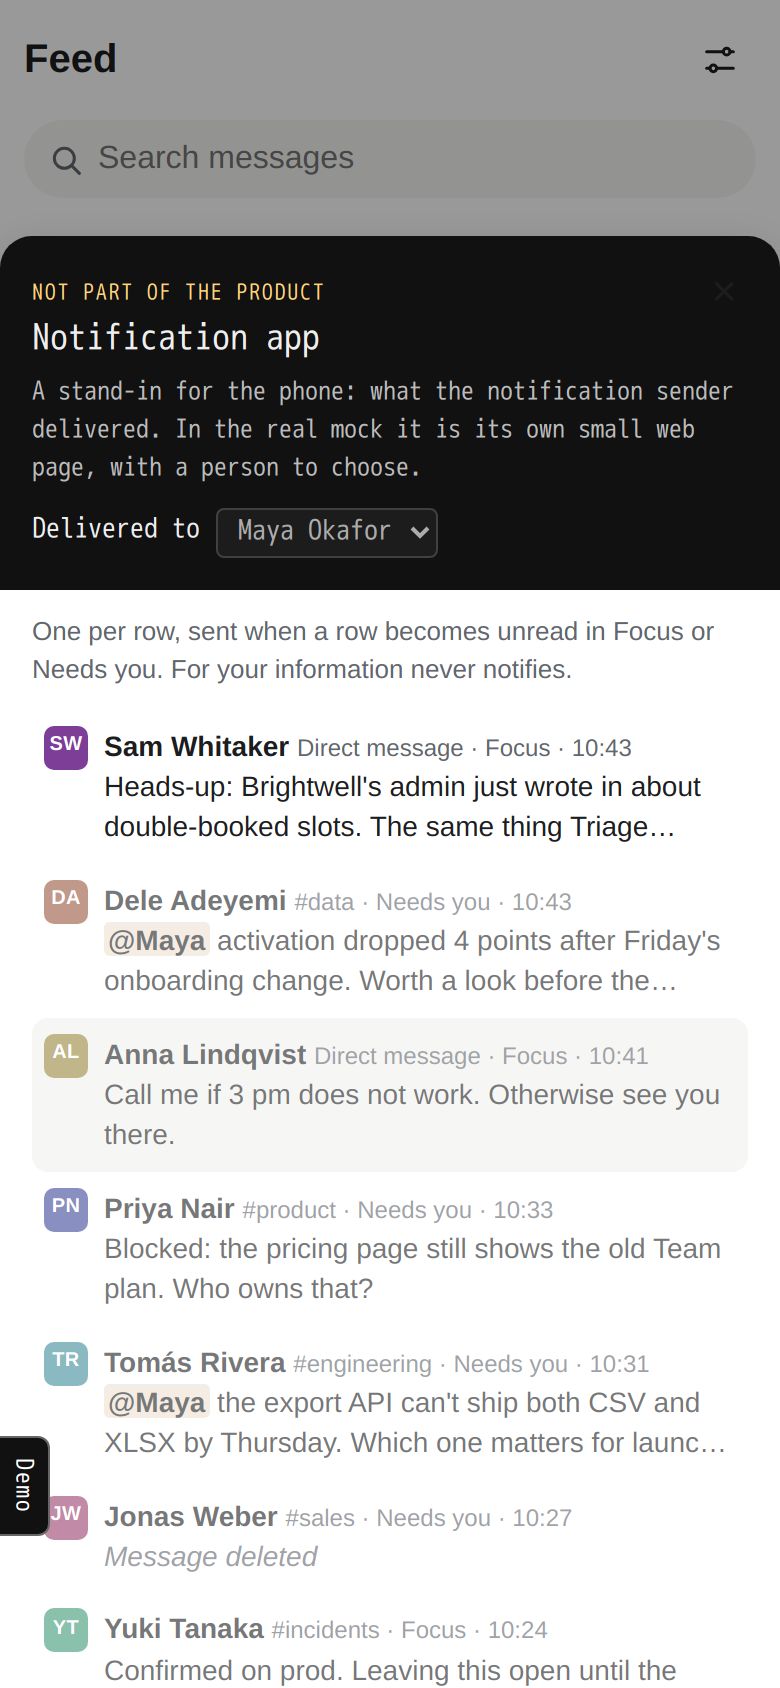 Feed
Search messages
NOT PART OF THE PRODUCT
Notification app
A stand-in for the phone: what the notification sender
delivered. In the real mock it is its own small web
page, with a person to choose.
Delivered to Maya Okafor
One per row, sent when a row becomes unread in Focus or
Needs you. For your information never notifies.
SW Sam Whitaker Direct message · Focus · 10:43
Heads-up: Brightwell's admin just wrote in about
double-booked slots. The same thing Triage…
DA Dele Adeyemi #data · Needs you · 10:43
@Maya activation dropped 4 points after Friday's
onboarding change. Worth a look before the…
AL Anna Lindqvist Direct message · Focus · 10:41
Call me if 3 pm does not work. Otherwise see you
there.
PN Priya Nair #product · Needs you · 10:33
Blocked: the pricing page still shows the old Team
plan. Who owns that?
TR Tomás Rivera #engineering · Needs you · 10:31
@Maya the export API can't ship both CSV and
XLSX by Thursday. Which one matters for launc…
Demo
JW Jonas Weber #sales · Needs you · 10:27
Message deleted
YT Yuki Tanaka #incidents · Focus · 10:24
Confirmed on prod. Leaving this open until the